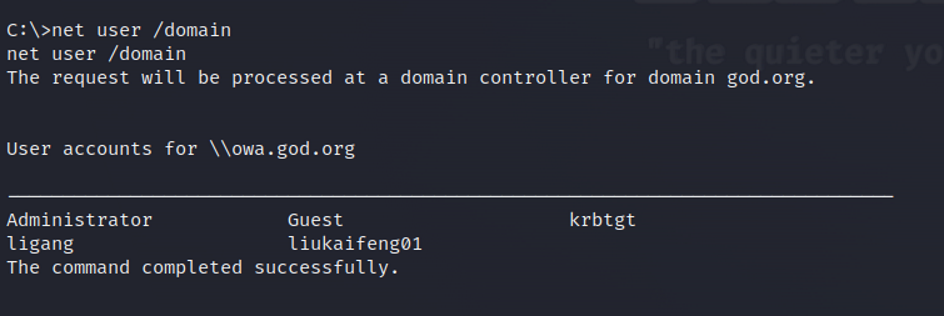 "the quieter yo
C:\>net user /domain
net user /domain
The request will be processed at a domain controller for domain god.org.
User accounts for \\owa.god.org
Administrator Guest krbtgt
ligang liukaifeng01
The command completed successfully.